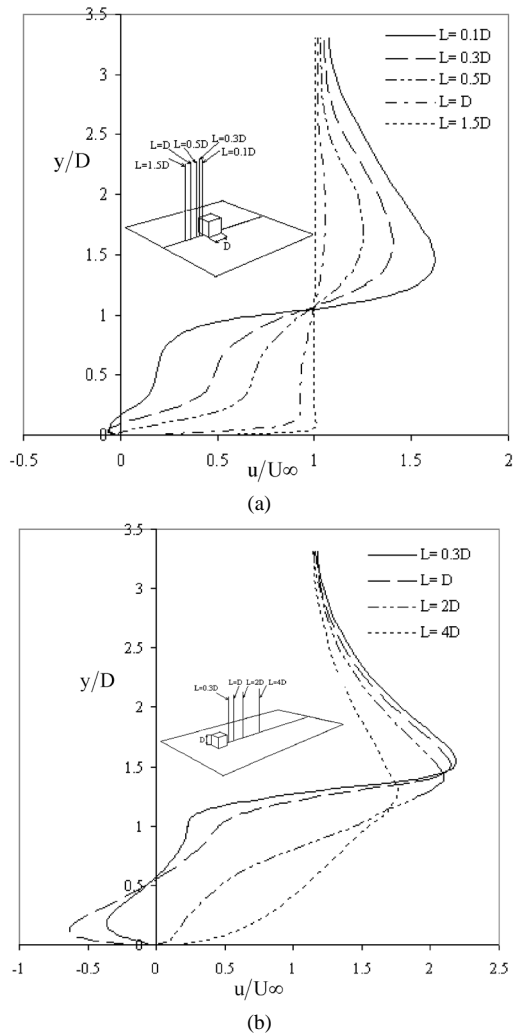 3.5
3
2.5
2
1.5
1
0.5
0
y/D
L= 0.1D
L= 0.3D
L= 0.5D
L= D
L= 1.5D
L=0.3D
L=D L=0.5D
L=1.5D L=0.1D
D
-0.5 0 0.5 1 1.5 2
u/U∞
(a)
3.5
3
2.5
2
1.5
1
0.5
0
y/D
L= 0.3D
L= D
L= 2D
L= 4D
L=0.3D L=D L=2D L=4D
D
-1 -0.5 0 0.5 1 1.5 2 2.5
u/U∞
(b)